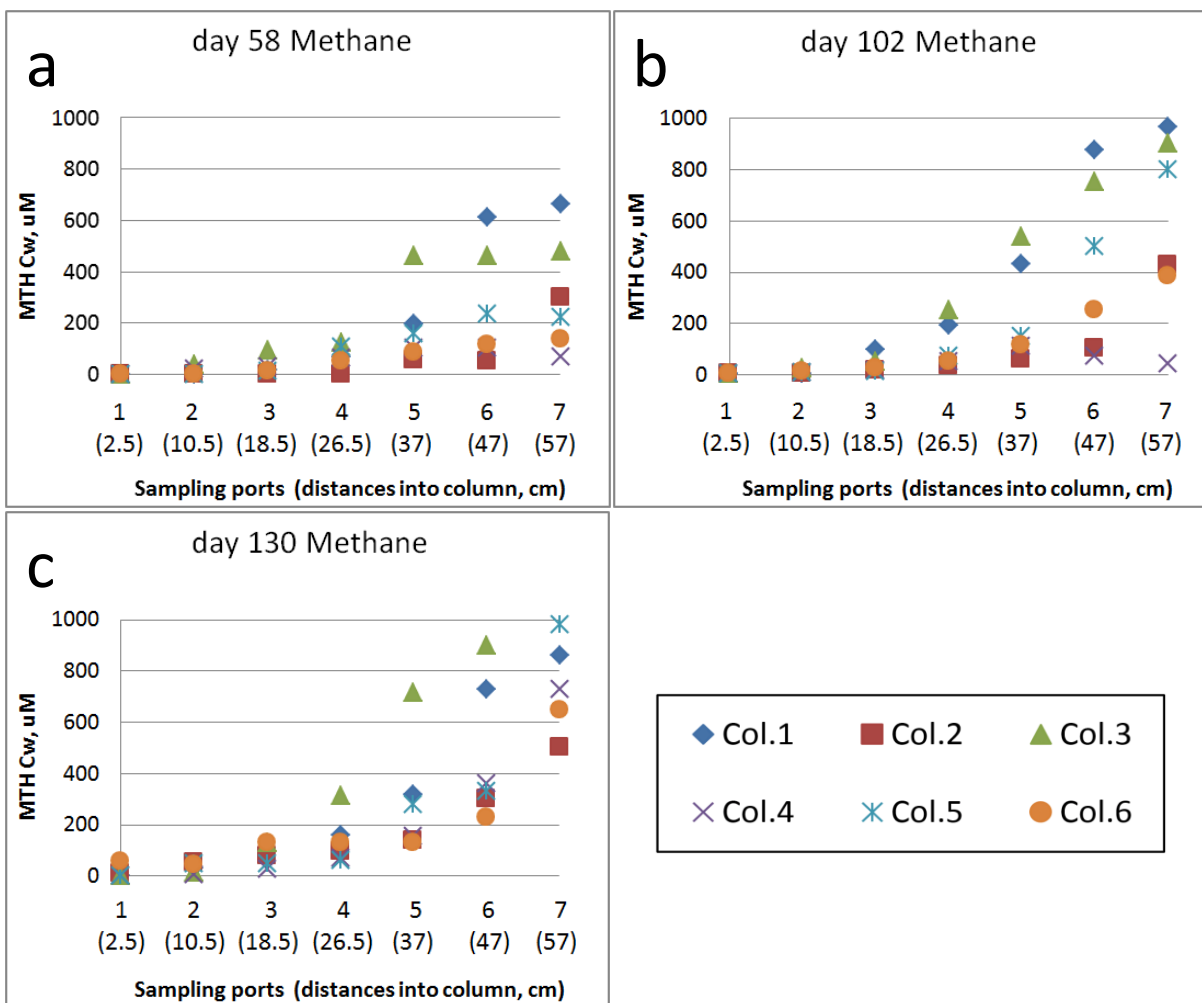 a
day 58 Methane
MTH Cw, uM
1000
800
600
400
200
0
1 2 3 4 5 6 7
(2.5) (10.5) (18.5) (26.5) (37) (47) (57)
Sampling ports (distances into column, cm)
b
day 102 Methane
MTH Cw, uM
1000
800
600
400
200
0
1 2 3 4 5 6 7
(2.5) (10.5) (18.5) (26.5) (37) (47) (57)
Sampling ports (distances into column, cm)
c
day 130 Methane
MTH Cw, uM
1000
800
600
400
200
0
1 2 3 4 5 6 7
(2.5) (10.5) (18.5) (26.5) (37) (47) (57)
Sampling ports (distances into column, cm)
Col.1 Col.2 Col.3
Col.4 Col.5 Col.6